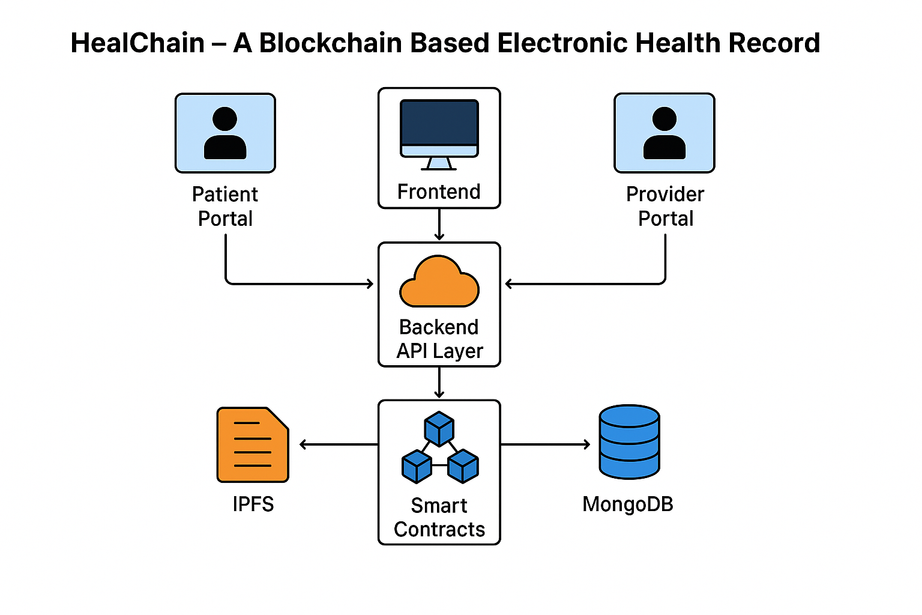 HealChain – A Blockchain Based Electronic Health Record
Patient
Portal
Frontend
Provider
Portal
Backend
API Layer
IPFS
Smart
Contracts
MongoDB